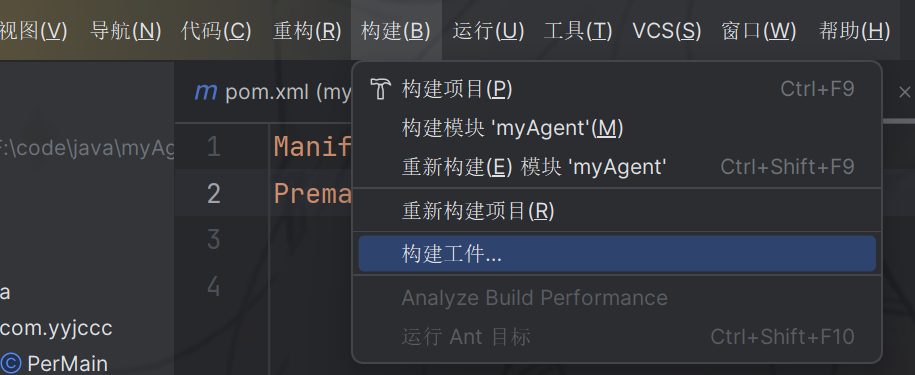 视图(V) 导航(N) 代码(C) 重构(R) 构建(B) 运行(U) 工具(T) VCS(S) 窗口(W) 帮助(H)
pom.xml (my
F:\code\java\myAg
1 Manif
2 Prema
3
4
a
com.yyjccc
PerMain
构建项目(P) Ctrl+F9
构建模块 'myAgent'(M)
重新构建(E) 模块 'myAgent' Ctrl+Shift+F9
重新构建项目(R)
构建工件...
Analyze Build Performance
运行 Ant 目标 Ctrl+Shift+F10